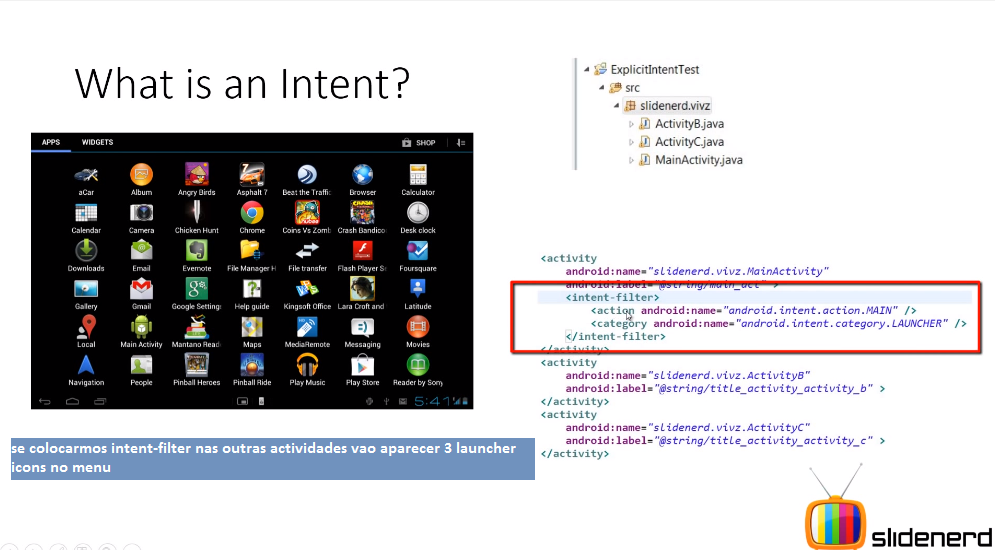 What is an Intent?
ExplicitIntentTest
src
slidenerd.vivz
ActivityB.java
ActivityC.java
MainActivity.java
APPS WIDGETS SHOP
aCar Album Angry Birds Asphalt 7 Beat the Traffic Browser Calculator
Calendar Camera Chicken Hunt Chrome Coins Vs Zomb Crash Bandico Desk clock
Downloads Email Evernote File Manager H File transfer Flash Player S Foursquare
Gallery Gmail Google Settings Help guide Kingsoft Office Lara Croft and Latitude
Local Main Activity Mantano Read Maps MediaRemote Messaging Movies
Navigation People Pinball Heroes Pinball Ride Play Music Play Store Reader by Sony
5:41
<activity
android:name="slidenerd.vivz.MainActivity"
android:label="@string/main_act" >
<intent-filter>
<action android:name="android.intent.action.MAIN" />
<category android:name="android.intent.category.LAUNCHER" />
</intent-filter>
</activity>
<activity
android:name="slidenerd.vivz.ActivityB"
android:label="@string/title_activity_activity_b" >
</activity>
<activity
android:name="slidenerd.vivz.ActivityC"
android:label="@string/title_activity_activity_c" >
</activity>
se colocarmos intent-filter nas outras actividades vao aparecer 3 launcher
icons no menu
slidenerd